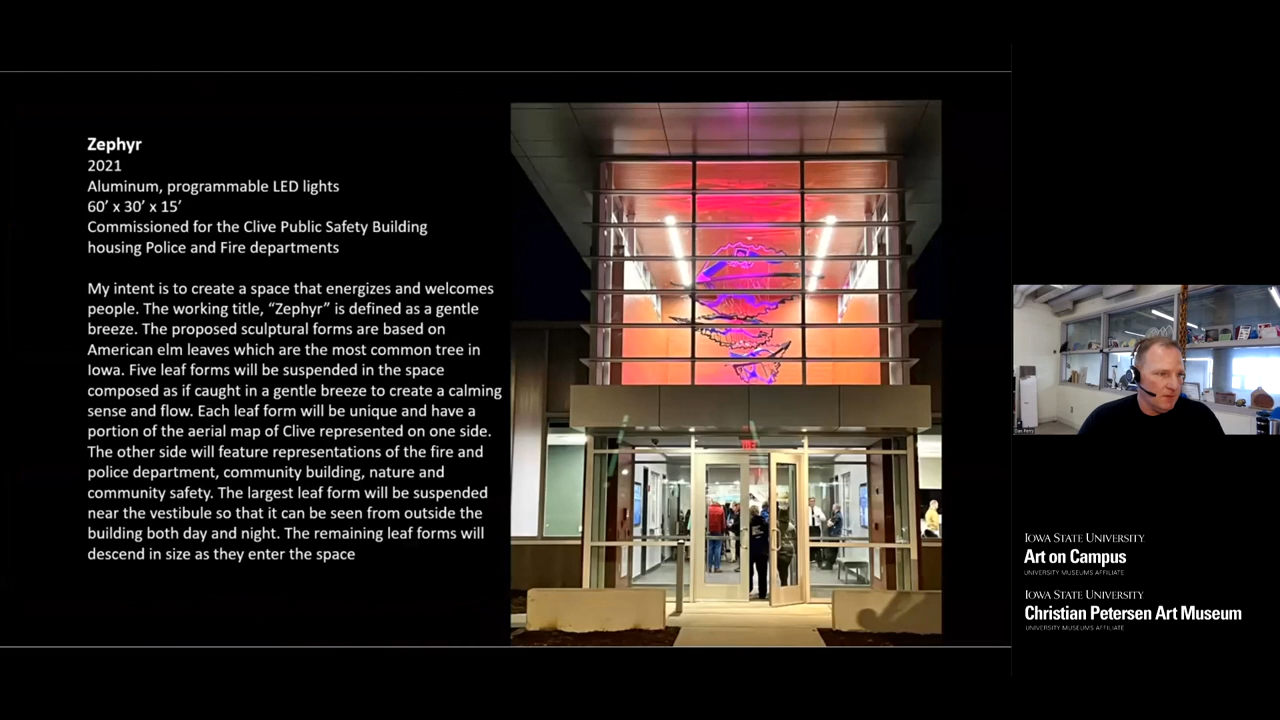 Zephyr
2021
Aluminum, programmable LED lights
60’ x 30’ x 15’
Commissioned for the Clive Public Safety Building
housing Police and Fire departments
My intent is to create a space that energizes and welcomes
people. The working title, “Zephyr” is defined as a gentle
breeze. The proposed sculptural forms are based on
American elm leaves which are the most common tree in
Iowa. Five leaf forms will be suspended in the space
composed as if caught in a gentle breeze to create a calming
sense and flow. Each leaf form will be unique and have a
portion of the aerial map of Clive represented on one side.
The other side will feature representations of the fire and
police department, community building, nature and
community safety. The largest leaf form will be suspended
near the vestibule so that it can be seen from outside the
building both day and night. The remaining leaf forms will
descend in size as they enter the space
Dan Perry
IOWA STATE UNIVERSITY
Art on Campus
UNIVERSITY MUSEUMS AFFILIATE
IOWA STATE UNIVERSITY
Christian Petersen Art Museum
UNIVERSITY MUSEUMS AFFILIATE